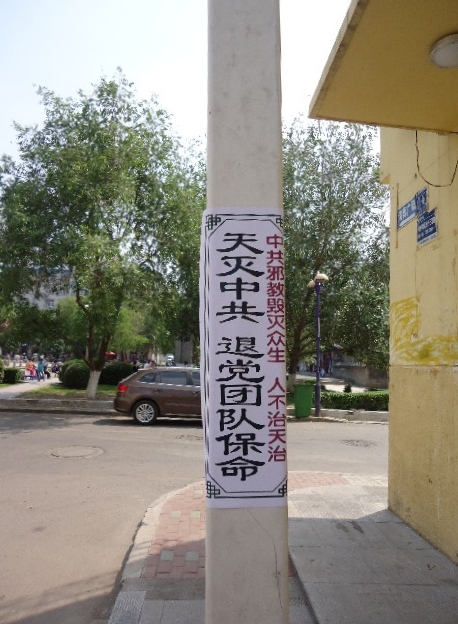 中共邪教毁灭众生 人不治天治
天灭中共 退党团队保命